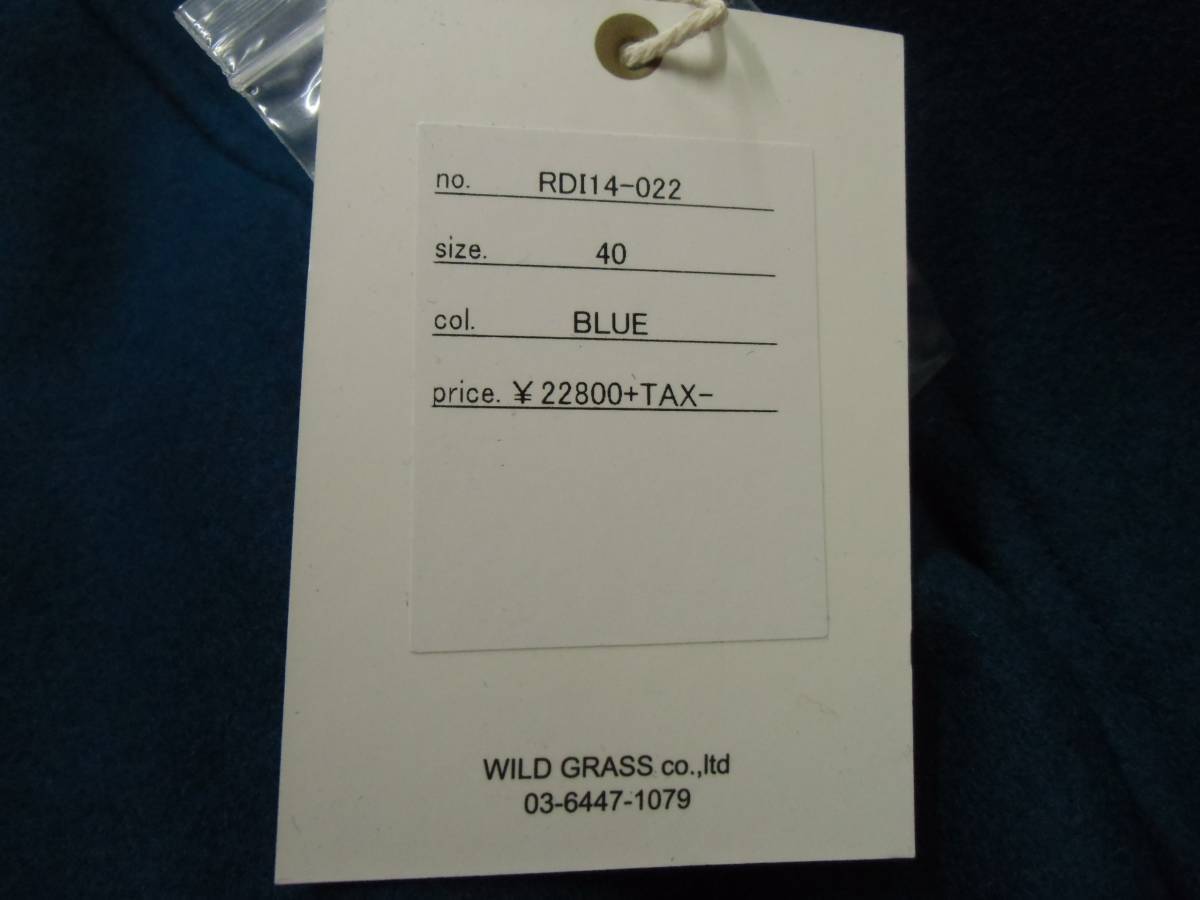 no. RDI14-022
size. 40
col. BLUE
price. ¥22800+TAX-
WILD GRASS co.,ltd
03-6447-1079